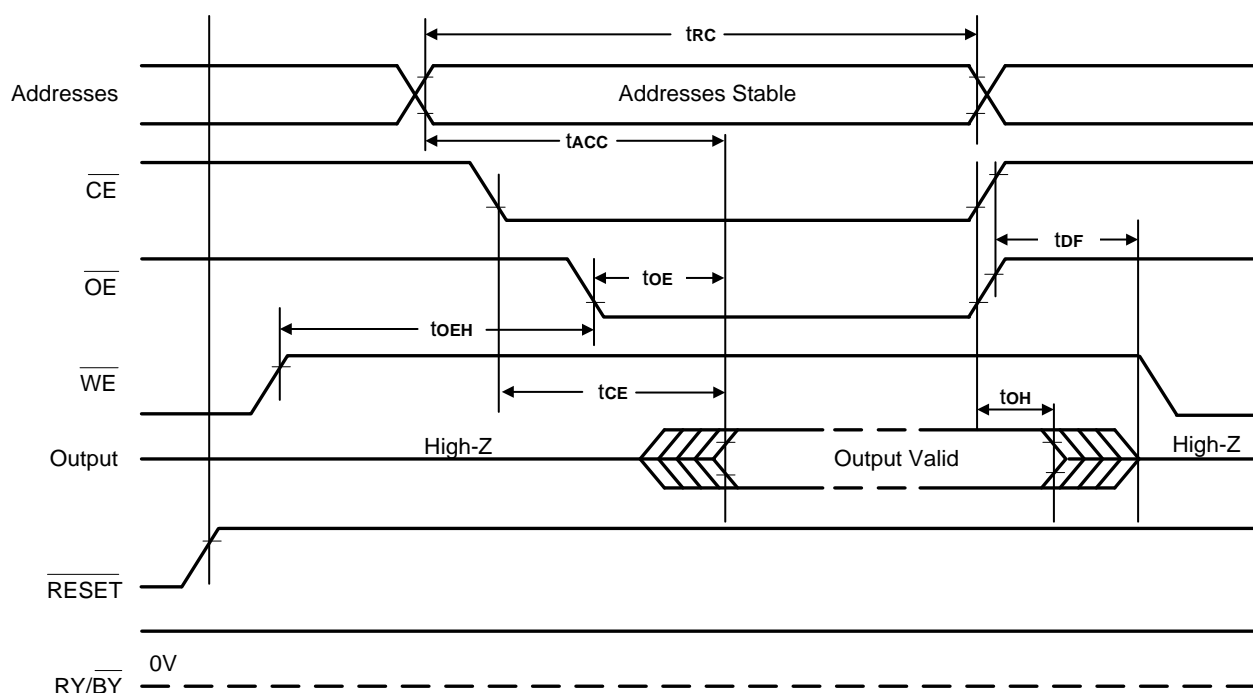 tRC
Addresses
Addresses Stable
tACC
CE
tDF
OE
tOE
tOEH
WE
tCE
tOH
High-Z
High-Z
Output
Output Valid
RESET
0V
RY/BY